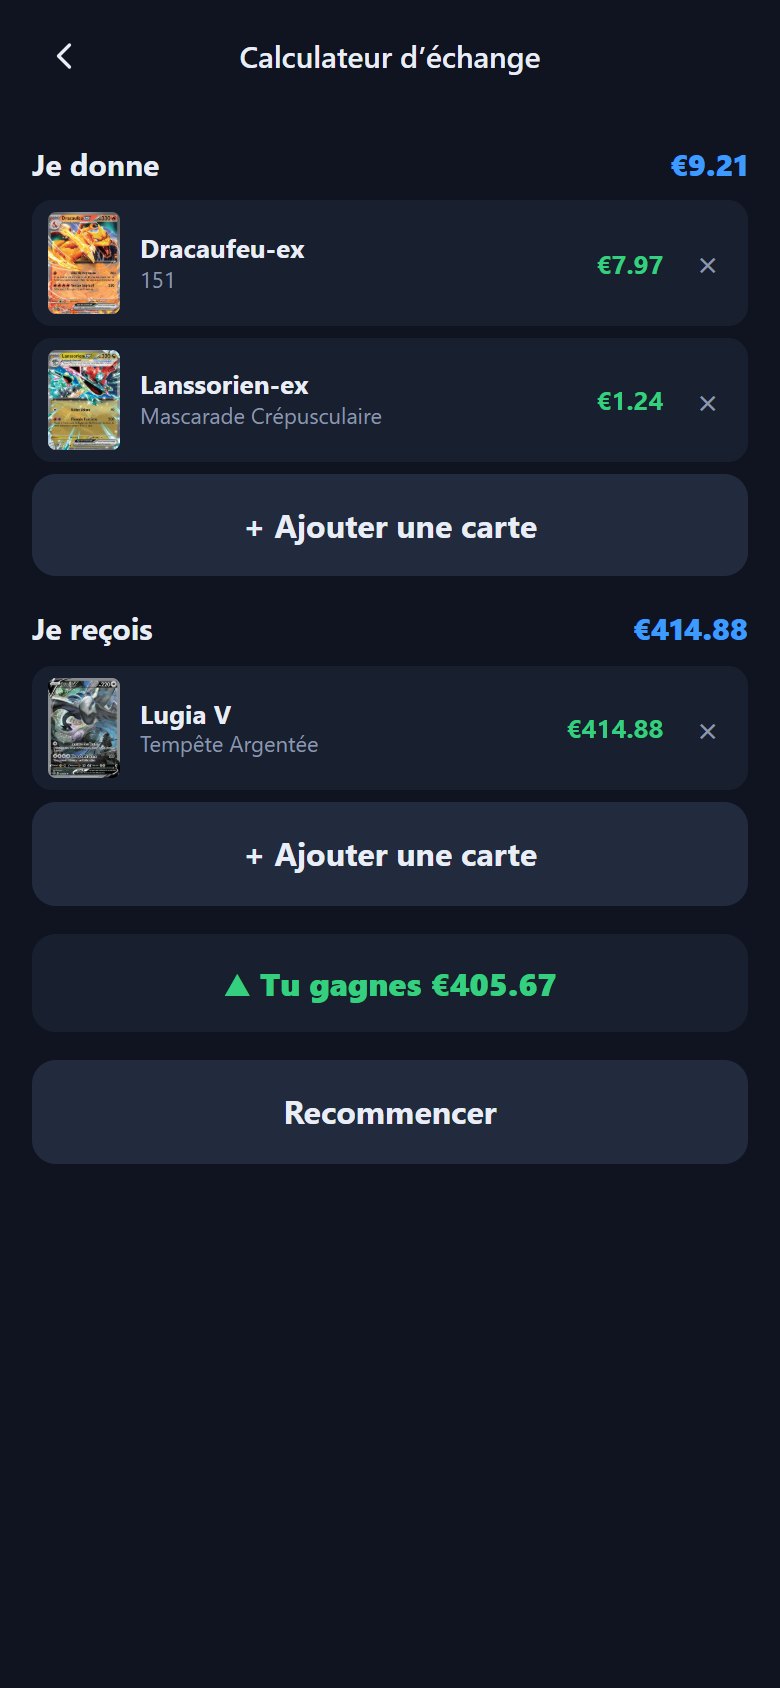 Calculateur d’échange
Je donne
€9.21
Dracaufeu-ex
151
€7.97
×
Lanssorien-ex
Mascarade Crépusculaire
€1.24
×
+ Ajouter une carte
Je reçois
€414.88
Lugia V
Tempête Argentée
€414.88
×
+ Ajouter une carte
▲ Tu gagnes €405.67
Recommencer